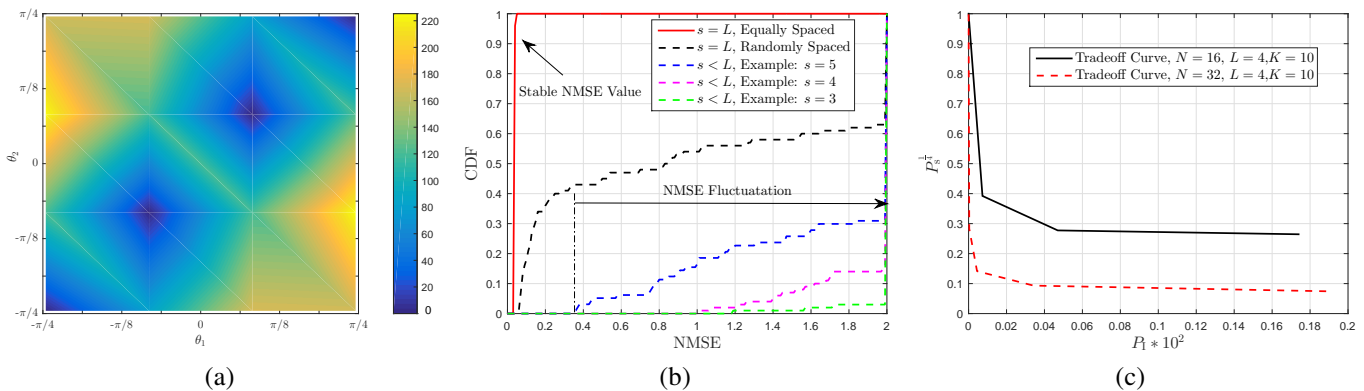 π/4
π/8
0
-π/8
-π/4
θ₂
-π/4
-π/8
0
π/8
π/4
θ₁
220
200
180
160
140
120
100
80
60
40
20
0
(a)
1
0.9
0.8
0.7
0.6
0.5
0.4
0.3
0.2
0.1
0
CDF
s = L, Equally Spaced
s = L, Randomly Spaced
s < L, Example: s = 5
s < L, Example: s = 4
s < L, Example: s = 3
Stable NMSE Value
NMSE Fluctuatation
0
0.2
0.4
0.6
0.8
1
1.2
1.4
1.6
1.8
2
NMSE
(b)
1
0.9
0.8
0.7
0.6
0.5
0.4
0.3
0.2
0.1
0
Tradeoff Curve, N = 16, L = 4,K = 10
Tradeoff Curve, N = 32, L = 4,K = 10
0
0.02
0.04
0.06
0.08
0.1
0.12
0.14
0.16
0.18
0.2
(c)